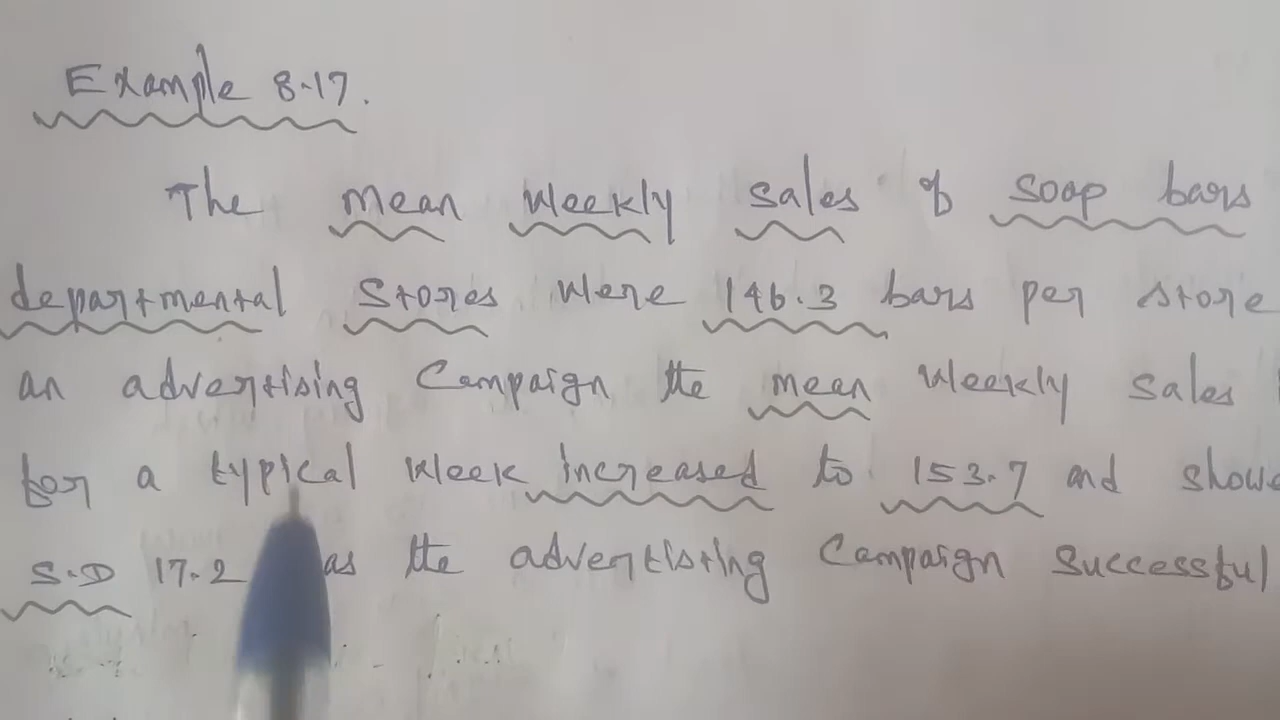 Example 8.17.
The mean weekly sales of soap bars
departmental stores were 146.3 bars per store
an advertising Campaign the mean weekly sales
for a typical week increased to 153.7 and
S.D 17.2 the advertising Campaign Successful